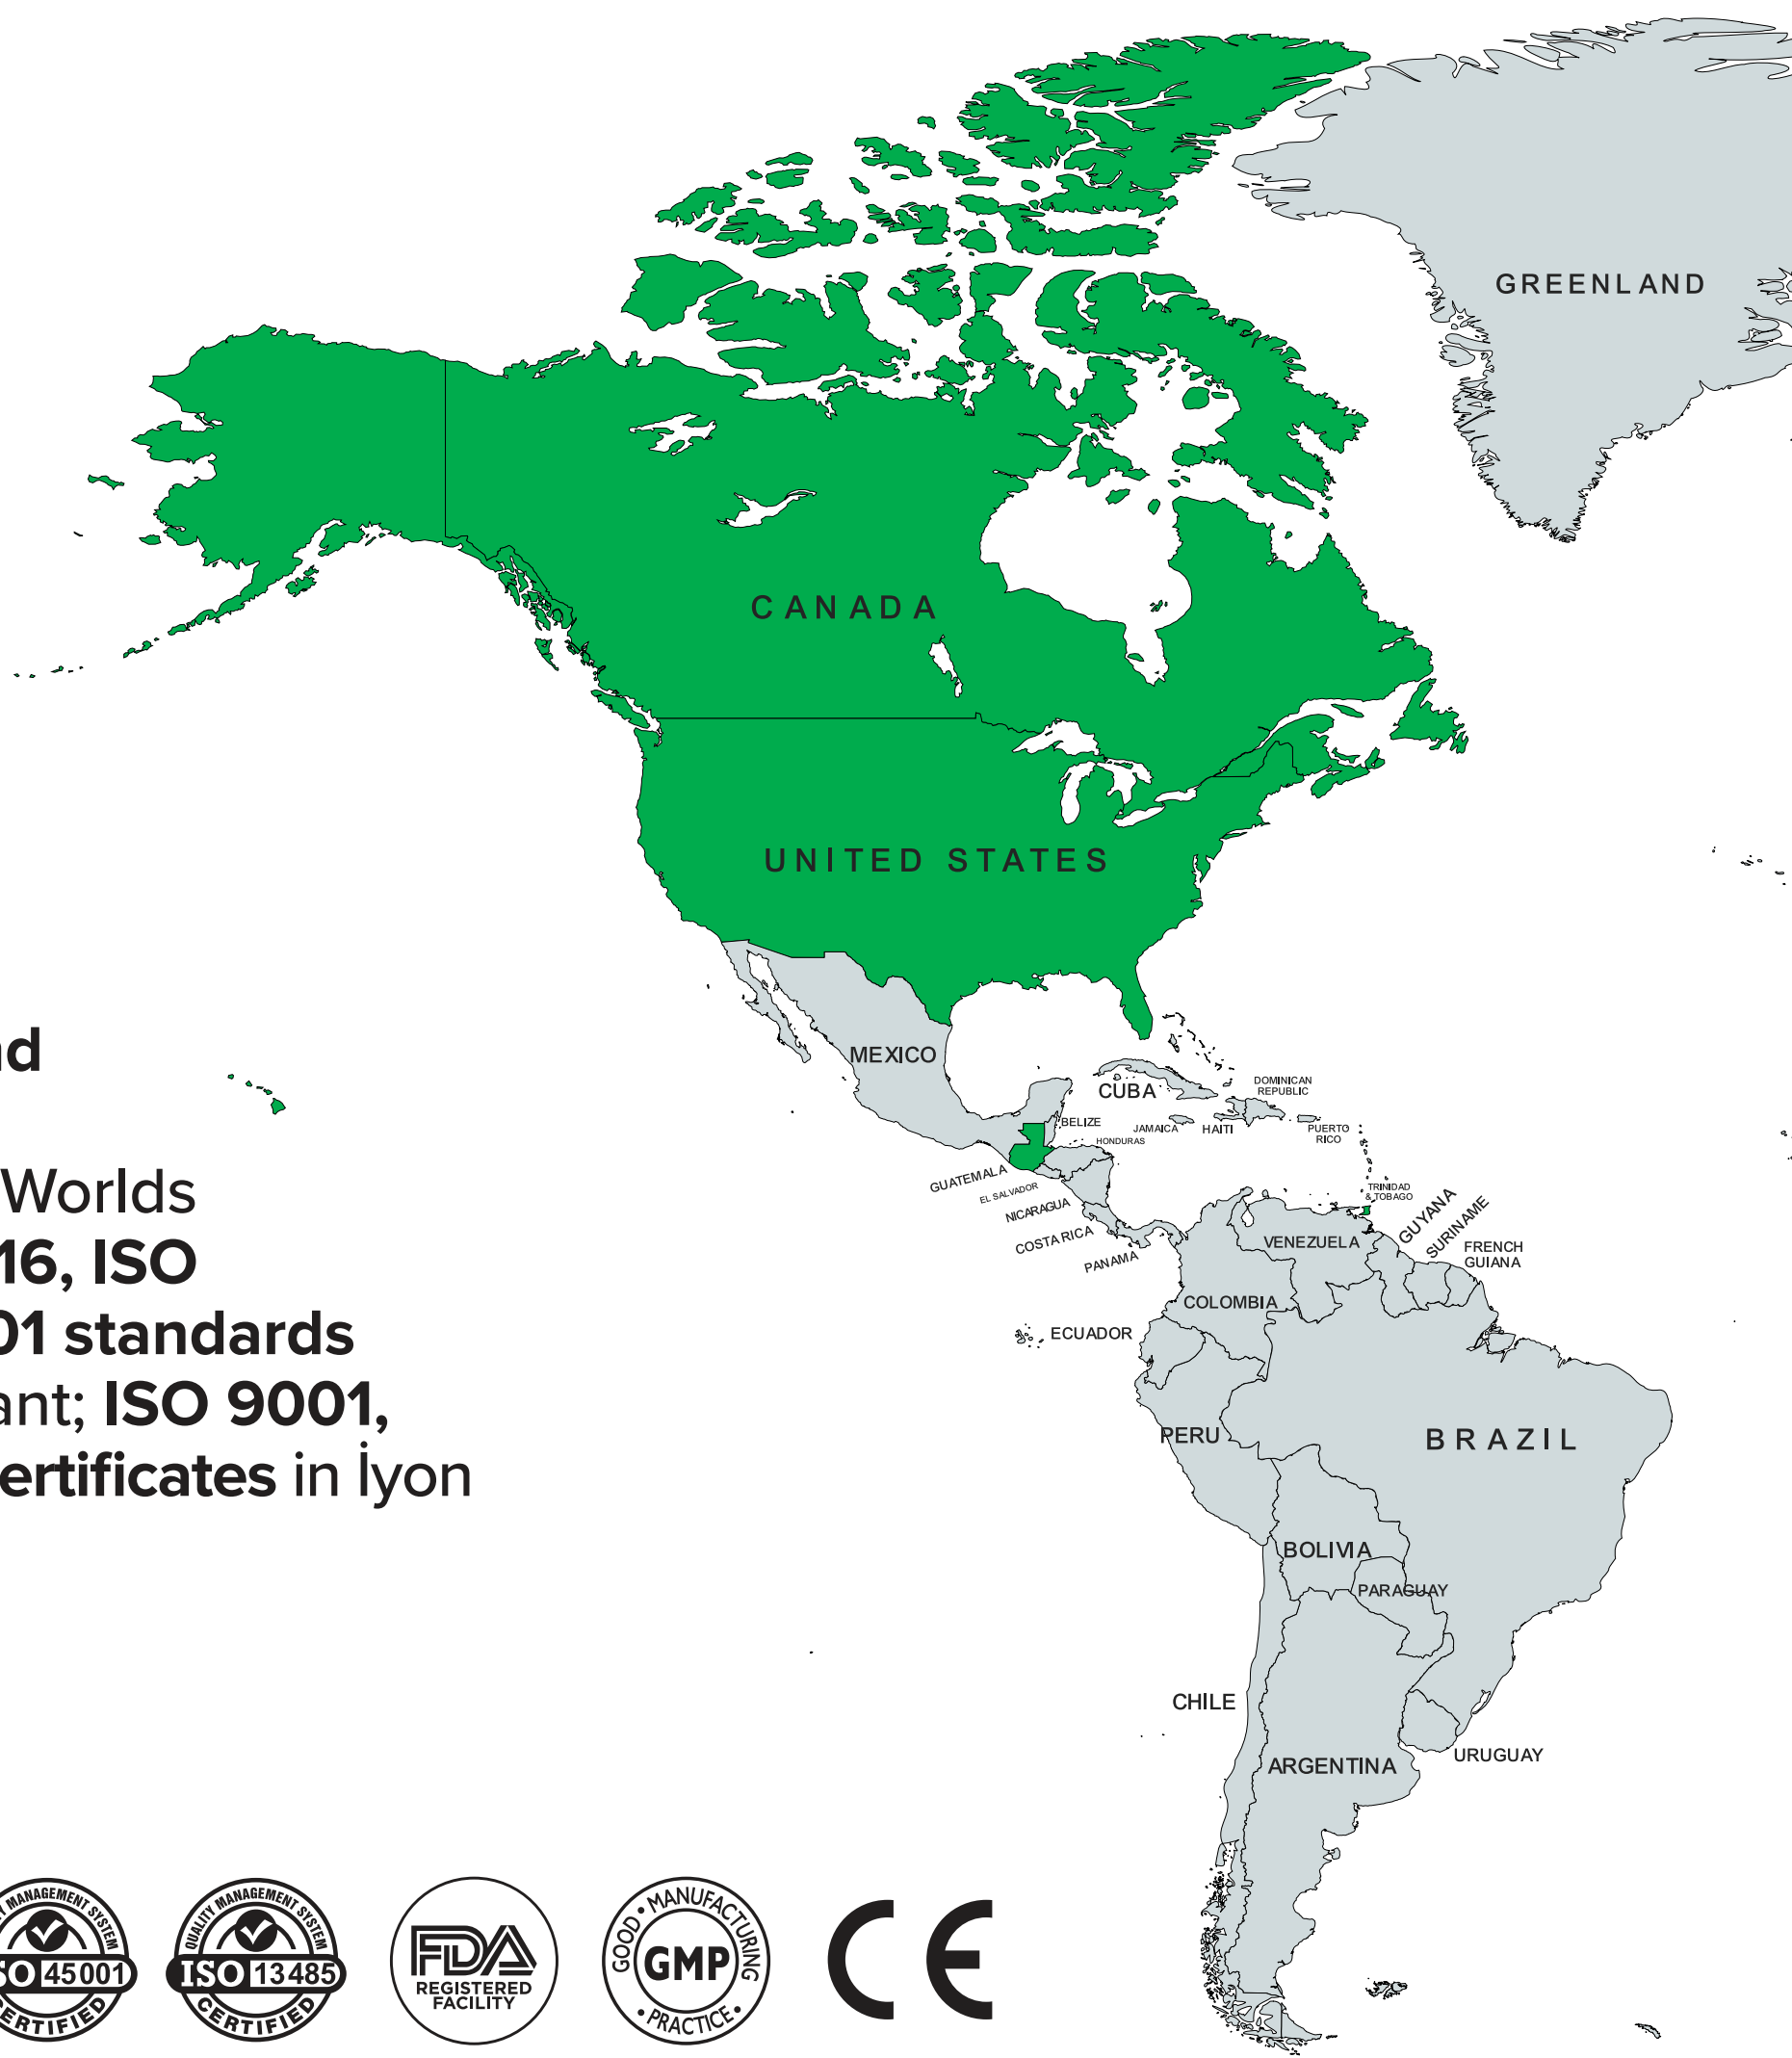 GREENLAND
CANADA
UNITED STATES
MEXICO
CUBA
DOMINICAN
REPUBLIC
BELIZE
JAMAICA
HAITI
PUERTO
RICO
HONDURAS
GUATEMALA
EL SALVADOR
NICARAGUA
COSTA RICA
PANAMA
TRINIDAD
& TOBAGO
GUYANA
SURINAME
FRENCH
GUIANA
VENEZUELA
COLOMBIA
ECUADOR
PERU
BRAZIL
BOLIVIA
PARAGUAY
CHILE
ARGENTINA
URUGUAY
nd
Worlds
16, ISO
01 standards
ant; ISO 9001,
ertificates in İyon
Y MANAGEMENT SYSTEM
SO 45001
CERTIFIED
QUALITY MANAGEMENT SYSTEM
ISO 13485
CERTIFIED
FDA
REGISTERED
FACILITY
GOOD • MANUFACTURING
GMP
• PRACTICE •
CE